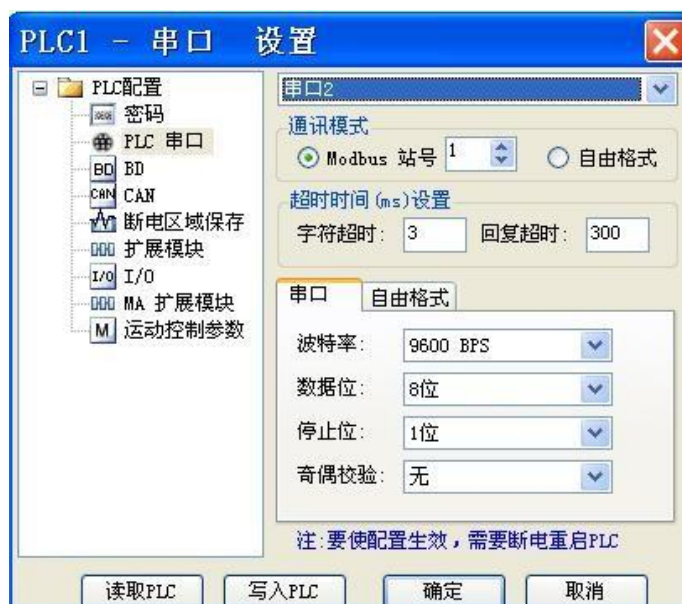 PLC1 - 串口 设置
PLC配置
密码
PLC 串口
BD BD
CAN CAN
断电区域保存
扩展模块
I/O I/O
MA 扩展模块
M 运动控制参数
串口2
通讯模式
Modbus 站号 1 自由格式
超时时间(ms)设置
字符超时: 3 回复超时: 300
串口 自由格式
波特率: 9600 BPS
数据位: 8位
停止位: 1位
奇偶校验: 无
注:要使配置生效，需要断电重启PLC
读取PLC 写入PLC 确定 取消